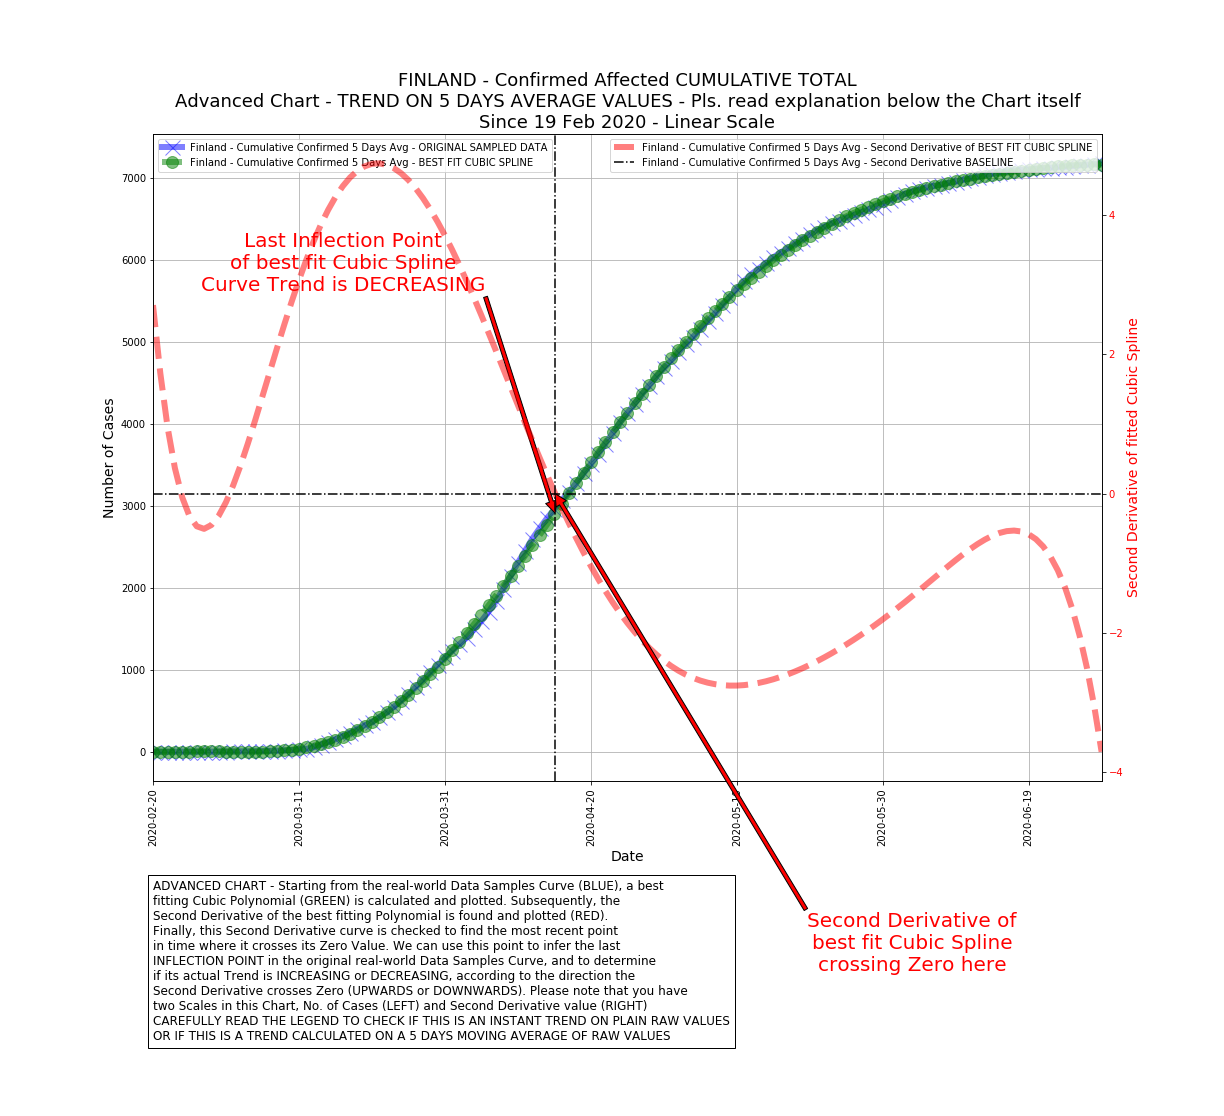 FINLAND - Confirmed Affected CUMULATIVE TOTAL
Advanced Chart - TREND ON 5 DAYS AVERAGE VALUES - Pls. read explanation below the Chart itself
Since 19 Feb 2020 - Linear Scale
Finland - Cumulative Confirmed 5 Days Avg - ORIGINAL SAMPLED DATA
Finland - Cumulative Confirmed 5 Days Avg - BEST FIT CUBIC SPLINE
Finland - Cumulative Confirmed 5 Days Avg - Second Derivative of BEST FIT CUBIC SPLINE
Finland - Cumulative Confirmed 5 Days Avg - Second Derivative BASELINE
Last Inflection Point
of best fit Cubic Spline
Curve Trend is DECREASING
Number of Cases
7000
6000
5000
4000
3000
2000
1000
0
4
2
0
−2
−4
Second Derivative of fitted Cubic Spline
2020-02-20
2020-03-11
2020-03-31
2020-04-20
2020-05-
2020-05-30
2020-06-19
Date
ADVANCED CHART - Starting from the real-world Data Samples Curve (BLUE), a best
fitting Cubic Polynomial (GREEN) is calculated and plotted. Subsequently, the
Second Derivative of the best fitting Polynomial is found and plotted (RED).
Finally, this Second Derivative curve is checked to find the most recent point
in time where it crosses its Zero Value. We can use this point to infer the last
INFLECTION POINT in the original real-world Data Samples Curve, and to determine
if its actual Trend is INCREASING or DECREASING, according to the direction the
Second Derivative crosses Zero (UPWARDS or DOWNWARDS). Please note that you have
two Scales in this Chart, No. of Cases (LEFT) and Second Derivative value (RIGHT)
CAREFULLY READ THE LEGEND TO CHECK IF THIS IS AN INSTANT TREND ON PLAIN RAW VALUES
OR IF THIS IS A TREND CALCULATED ON A 5 DAYS MOVING AVERAGE OF RAW VALUES
Second Derivative of
best fit Cubic Spline
crossing Zero here